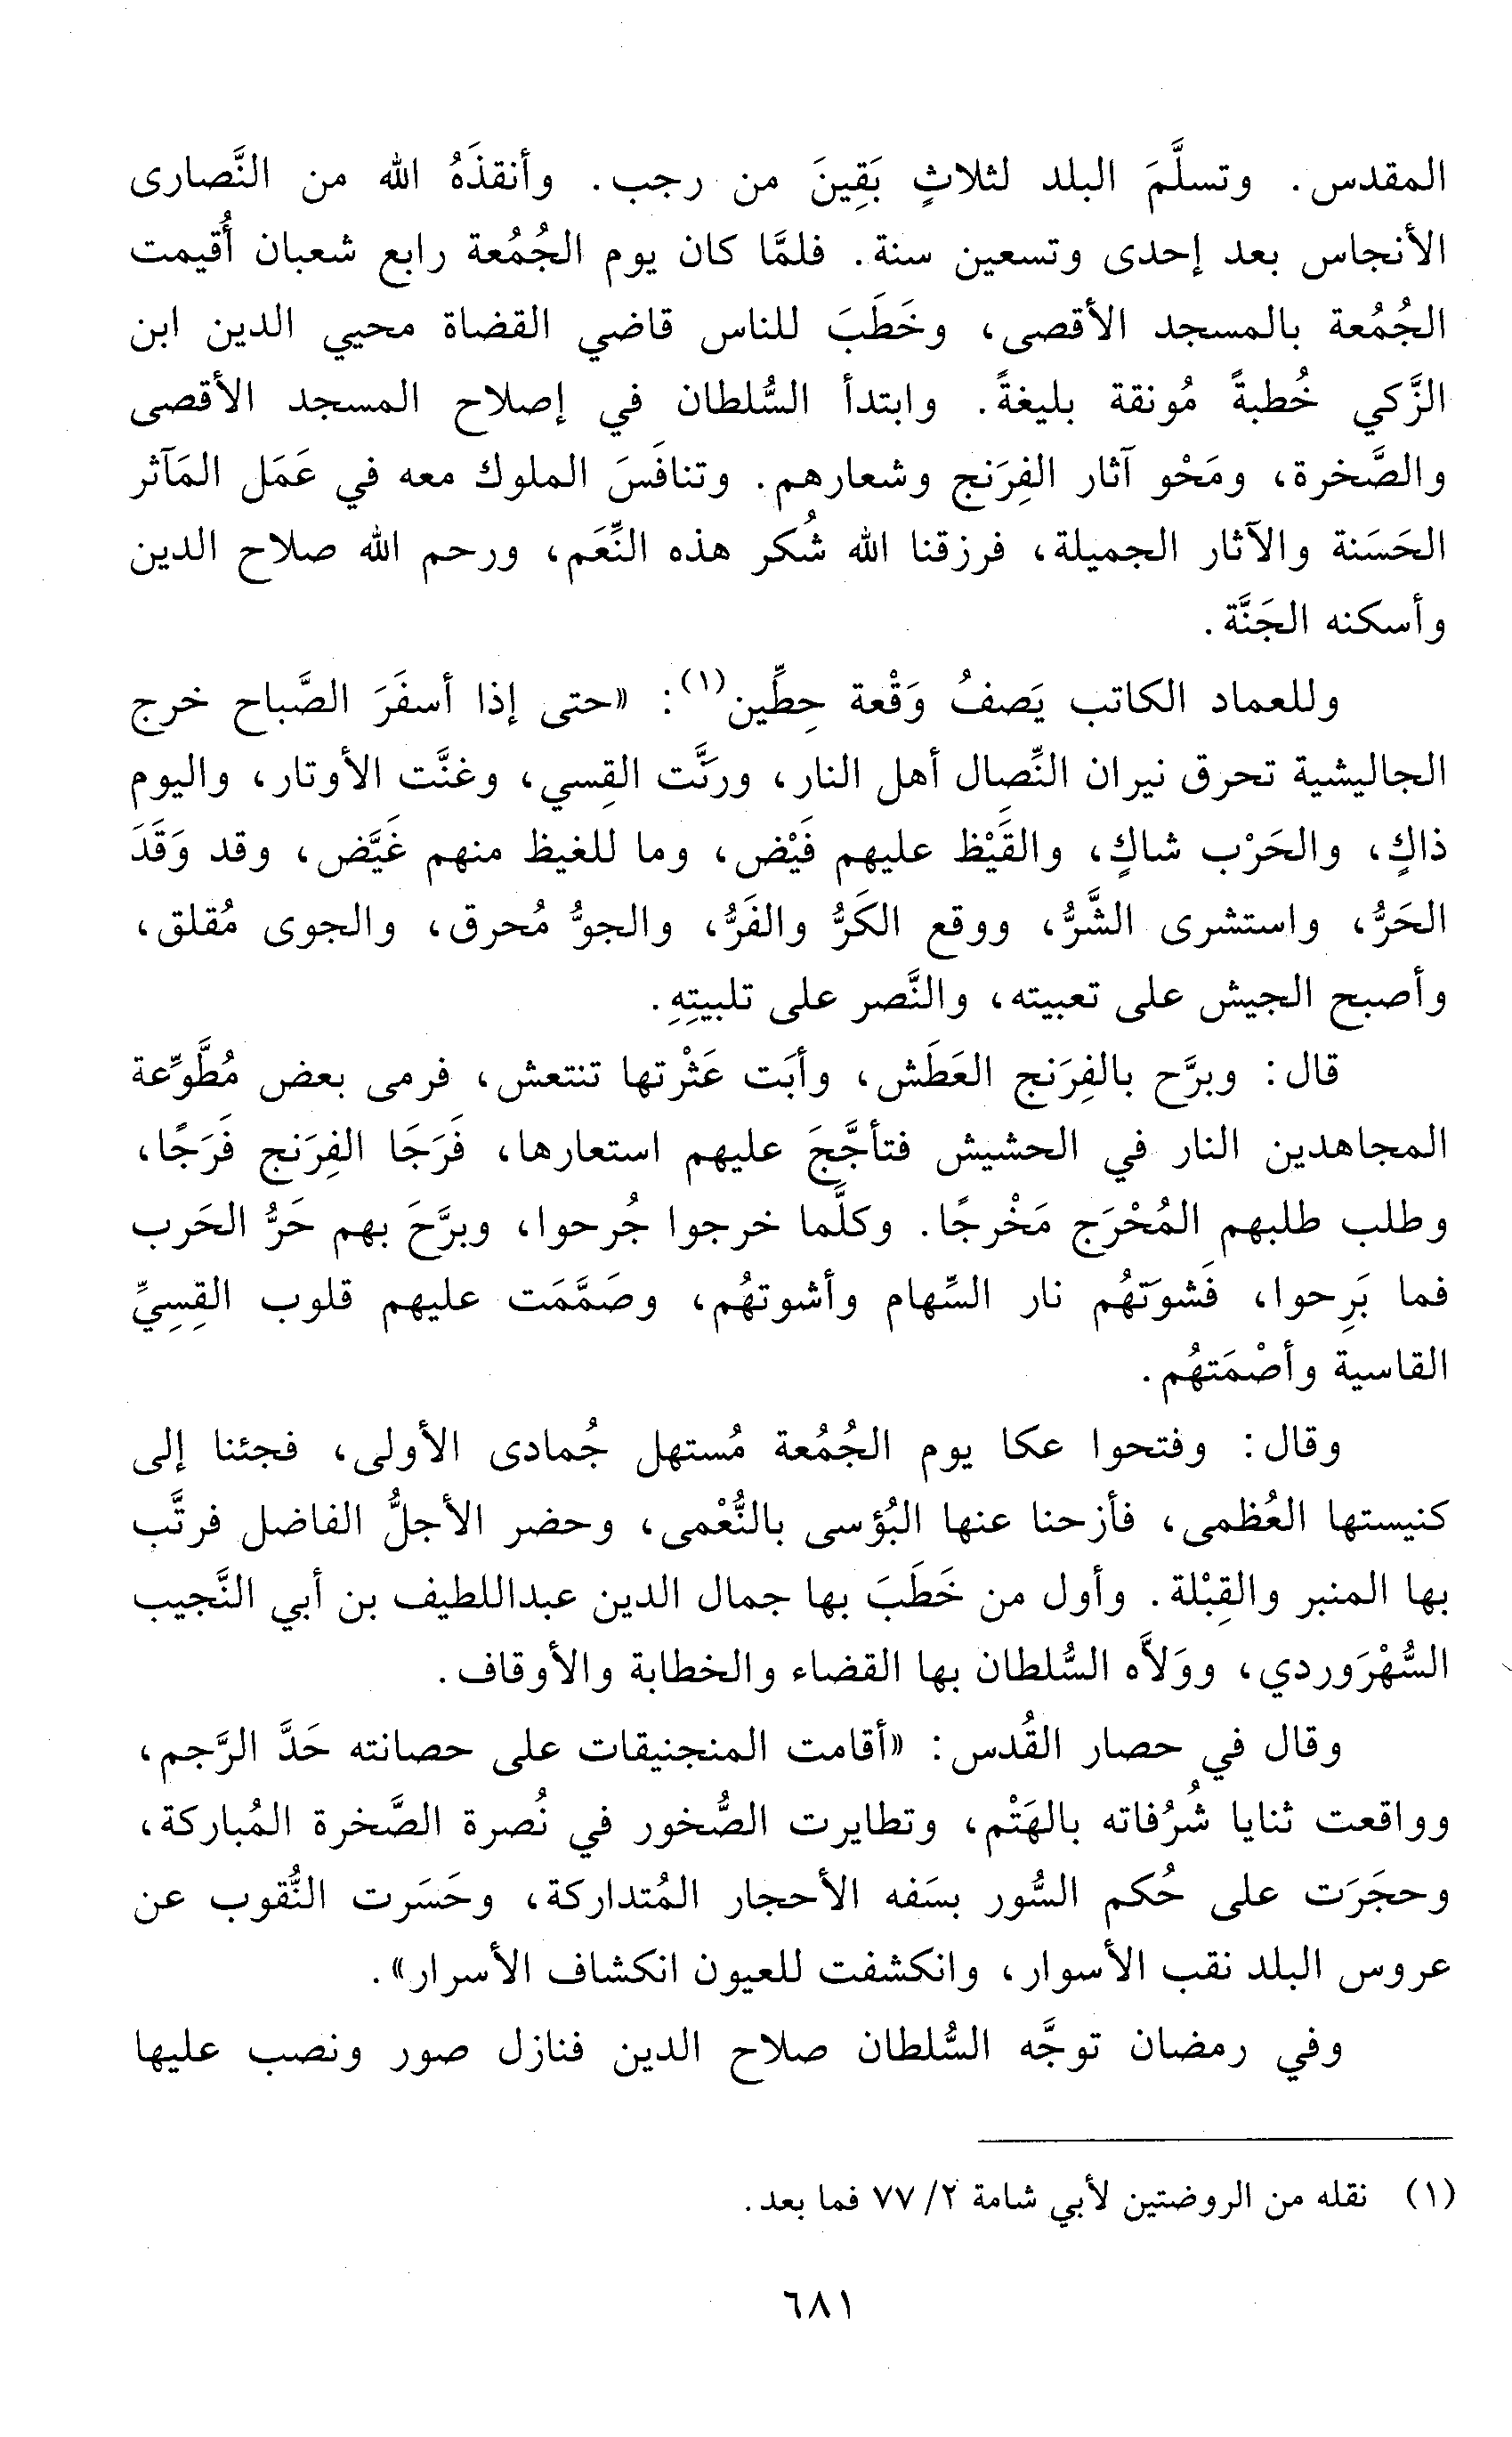 المقدس. وتسلَّمَ البلد لثلاثٍ بَقِينَ من رجب. وأنقذَهُ الله من النَّصارى
الأنجاس بعد إحدى وتسعين سنة. فلمَّا كان يوم الجُمُعة رابع شعبان أُقيمت
الجُمُعة بالمسجد الأقصى، وخَطَبَ للناس قاضي القضاة محيي الدين ابن
الزَّكي خُطبةً مُونقة بليغةً. وابتدأ السُّلطان في إصلاح المسجد الأقصى
والصَّخرة، ومَحْو آثار الفِرَنج وشعارهم. وتنافَسَ الملوك معه في عَمَل المَآثر
الحَسَنة والآثار الجميلة، فرزقنا الله شُكر هذه النِّعَم، ورحم الله صلاح الدين
وأسكنه الجَنَّة.
وللعماد الكاتب يَصفُ وَقْعة حِطِّين(١): «حتى إذا أسفَرَ الصَّباح خرج
الجاليشية تحرق نيران النِّصال أهل النار، ورنَّت القِسي، وغنَّت الأوتار، واليوم
ذاكٍ، والحَرْب شاكٍ، والقَيْظ عليهم فَيْض، وما للغيظ منهم غَيَّض، وقد وَقَدَ
الحَرُّ، واستشرى الشَّرُّ، ووقع الكَرُّ والفَرُّ، والجوُّ مُحرق، والجوى مُقلق،
وأصبح الجيش على تعبيته، والنَّصر على تلبيتِهِ.
قال: وبرَّح بالفِرَنج العَطَش، وأبَت عَثْرتها تنتعش، فرمى بعض مُطَّوِّعة
المجاهدين النار في الحشيش فتأجَّجَ عليهم استعارها، فَرَجَا الفِرَنج فَرَجًا،
وطلب طلبهم المُحْرَج مَخْرجًا. وكلَّما خرجوا جُرحوا، وبرَّحَ بهم حَرُّ الحَرب
فما بَرِحوا، فَشوَتهُم نار السِّهام وأشوتهُم، وصَمَّمَت عليهم قلوب القِسِيِّ
القاسية وأصْمَتهُم.
وقال: وفتحوا عكا يوم الجُمُعة مُستهل جُمادى الأولى، فجئنا إلى
كنيستها العُظمى، فأزحنا عنها البُؤسى بالنُّعْمى، وحضر الأجلُّ الفاضل فرتَّب
بها المنبر والقِبْلة. وأول من خَطَبَ بها جمال الدين عبداللطيف بن أبي النَّجيب
السُّهْرَوردي، وولاَّه السُّلطان بها القضاء والخطابة والأوقاف.
وقال في حصار القُدس: «أقامت المنجنيقات على حصانته حَدَّ الرَّجم،
وواقعت ثنايا شُرُفاته بالهَتْم، وتطايرت الصُّخور في نُصرة الصَّخرة المُباركة،
وحجَرَت على حُكم السُّور بسَفه الأحجار المُتداركة، وحَسَرت النُّقوب عن
عروس البلد نقب الأسوار، وانكشفت للعيون انكشاف الأسرار».
وفي رمضان توجَّه السُّلطان صلاح الدين فنازل صور ونصب عليها
(١) نقله من الروضتين لأبي شامة ٢/ ٧٧ فما بعد.
٦٨١